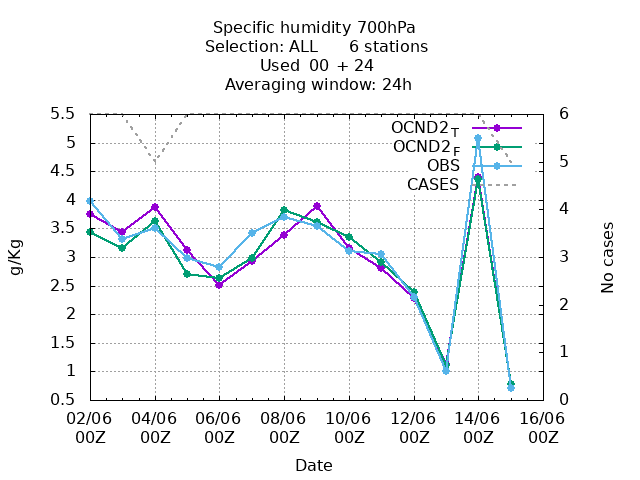 Specific humidity 700hPa
Selection: ALL 6 stations
Used 00 + 24
Averaging window: 24h
5.5
5
4.5
4
3.5
3
2.5
2
1.5
1
0.5
g/Kg
OCND2 T
OCND2 F
OBS
CASES
6
5
4
3
2
1
0
No cases
02/06 04/06 06/06 08/06 10/06 12/06 14/06 16/06
00Z 00Z 00Z 00Z 00Z 00Z 00Z 00Z
Date